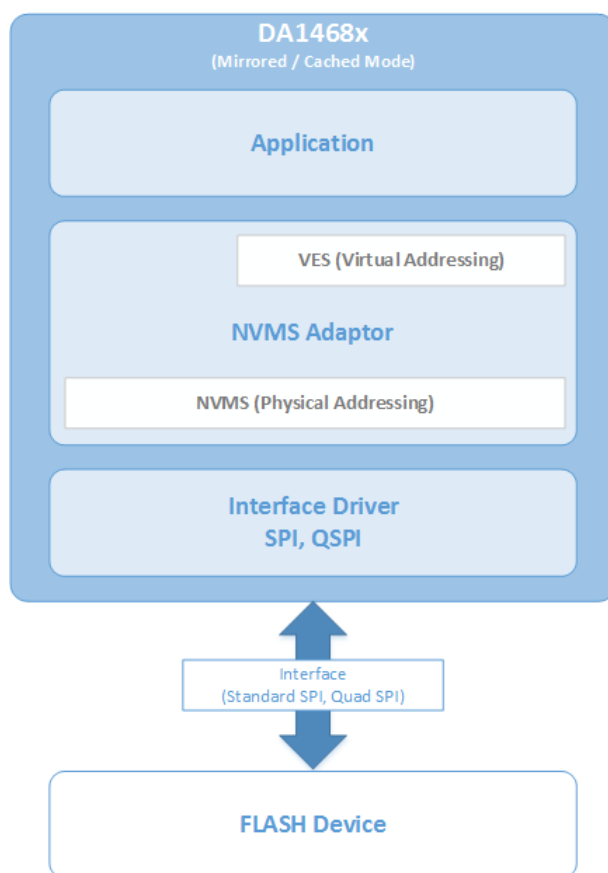 DA1468x
(Mirrored / Cached Mode)
Application
VES (Virtual Addressing)
NVMS Adaptor
NVMS (Physical Addressing)
Interface Driver
SPI, QSPI
Interface
(Standard SPI, Quad SPI)
FLASH Device